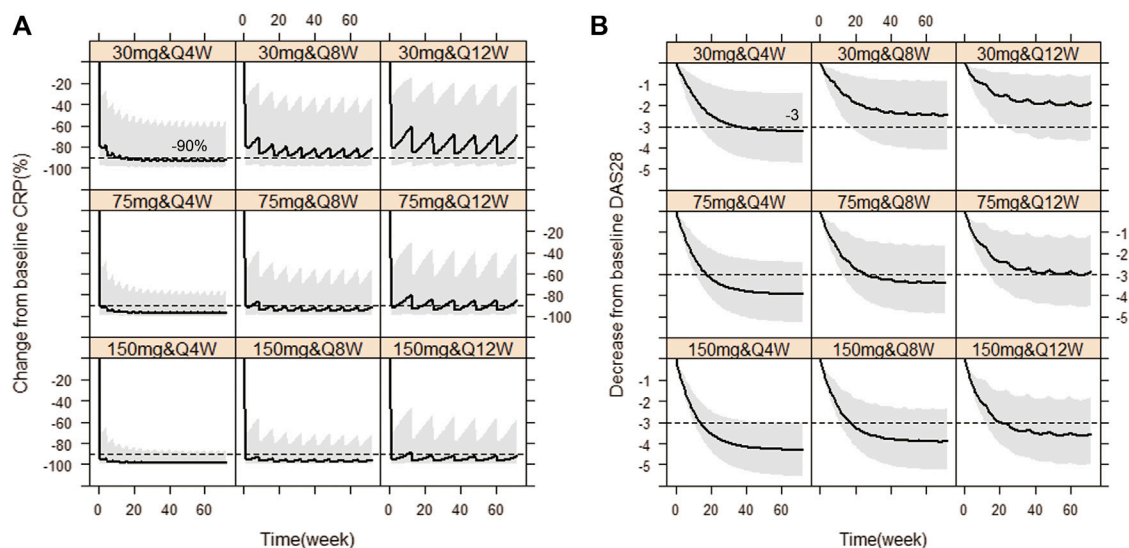 A
0 20 40 60
30mg&Q4W 30mg&Q8W 30mg&Q12W
-20
-40
-60
-80
-100
-90%
75mg&Q4W 75mg&Q8W 75mg&Q12W
-20
-40
-60
-80
-100
150mg&Q4W 150mg&Q8W 150mg&Q12W
-20
-40
-60
-80
-100
0 20 40 60
0 20 40 60
Change from baseline CRP(%)
Time(week)
B
0 20 40 60
30mg&Q4W 30mg&Q8W 30mg&Q12W
-1
-2
-3
-4
-5
-3
75mg&Q4W 75mg&Q8W 75mg&Q12W
-1
-2
-3
-4
-5
150mg&Q4W 150mg&Q8W 150mg&Q12W
-1
-2
-3
-4
-5
0 20 40 60
0 20 40 60
Decrease from baseline DAS28
Time(week)